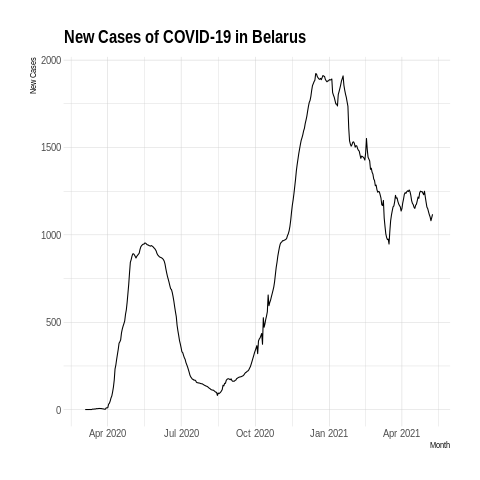 New Cases of COVID-19 in Belarus
New Cases
2000
1500
1000
500
0
Apr 2020 Jul 2020 Oct 2020 Jan 2021 Apr 2021
Month